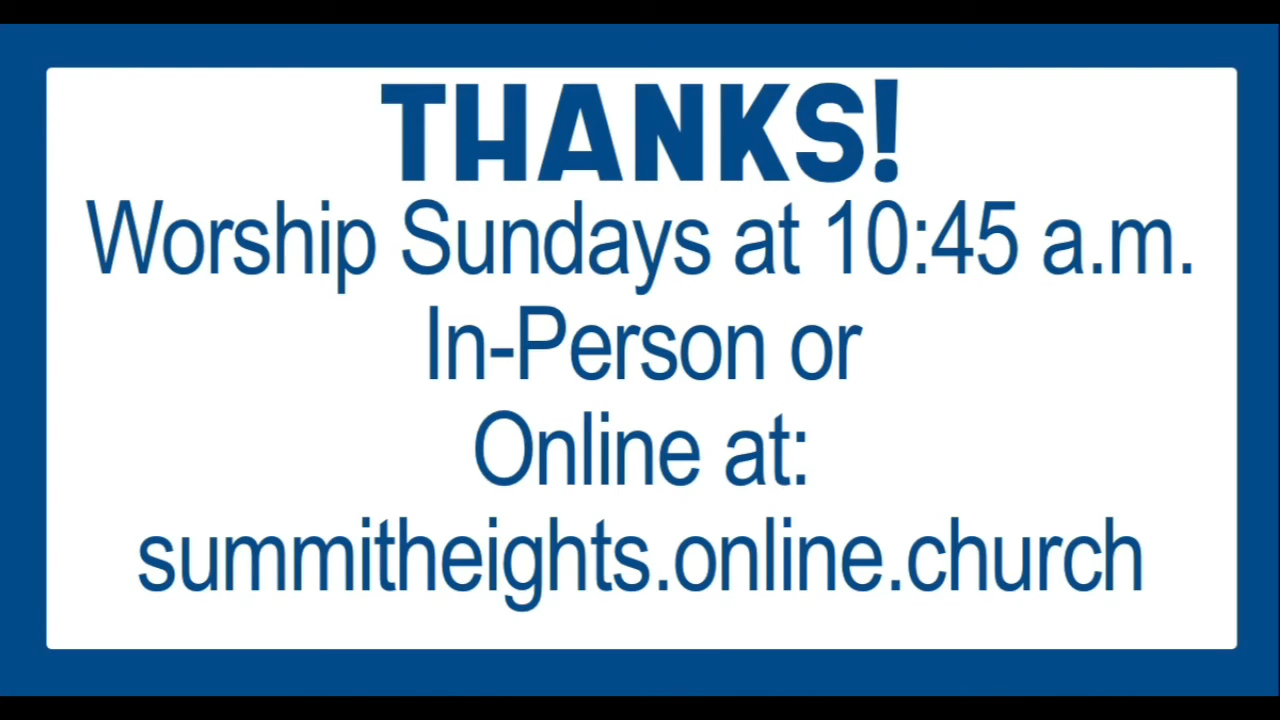 THANKS!
Worship Sundays at 10:45 a.m.
In-Person or
Online at:
summitheights.online.church